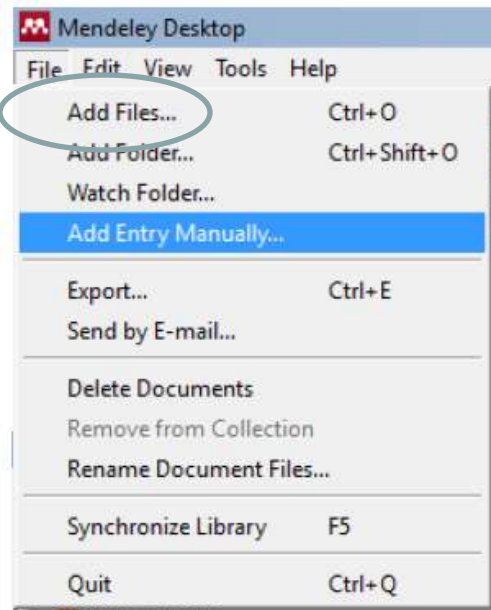 Mendeley Desktop
File Edit View Tools Help
Add Files... Ctrl+O
Add Folder... Ctrl+Shift+O
Watch Folder...
Add Entry Manually...
Export... Ctrl+E
Send by E-mail...
Delete Documents
Remove from Collection
Rename Document Files...
Synchronize Library F5
Quit Ctrl+Q